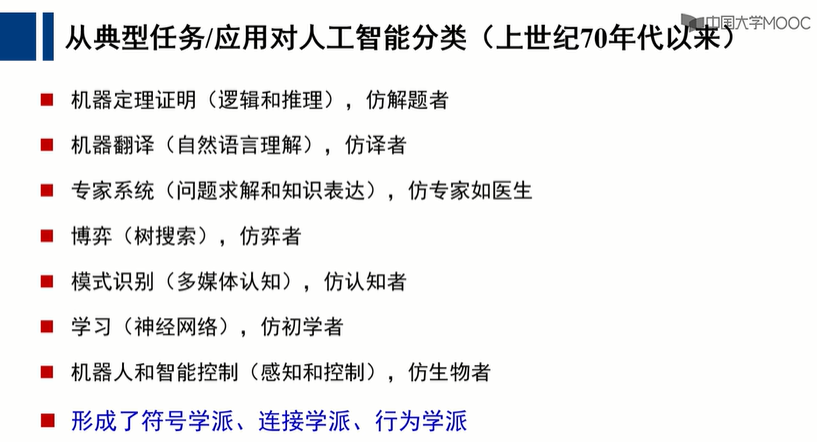 中国大学MOOC
从典型任务/应用对人工智能分类（上世纪70年代以来）
机器定理证明（逻辑和推理），仿解题者
机器翻译（自然语言理解），仿译者
专家系统（问题求解和知识表达），仿专家如医生
博弈（树搜索），仿弈者
模式识别（多媒体认知），仿认知者
学习（神经网络），仿初学者
机器人和智能控制（感知和控制），仿生物者
形成了符号学派、连接学派、行为学派